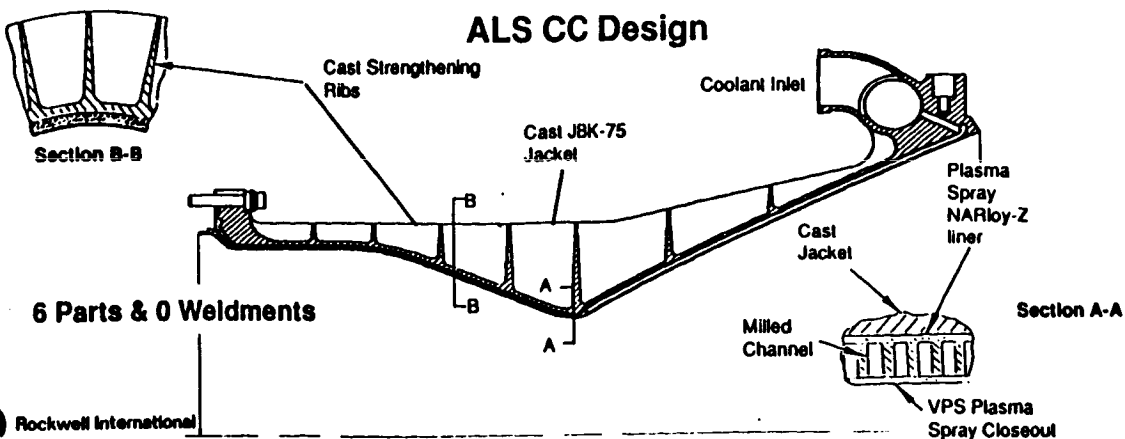 ALS CC Design
Cast Strengthening
Ribs
Coolant Inlet
Cast JBK-75
Jacket
Section B-B
B
Plasma
Spray
NARloy-Z
liner
Cast
Jacket
A
B
6 Parts & 0 Weldments
Section A-A
Milled
Channel
A
VPS Plasma
Spray Closeout
Rockwell International